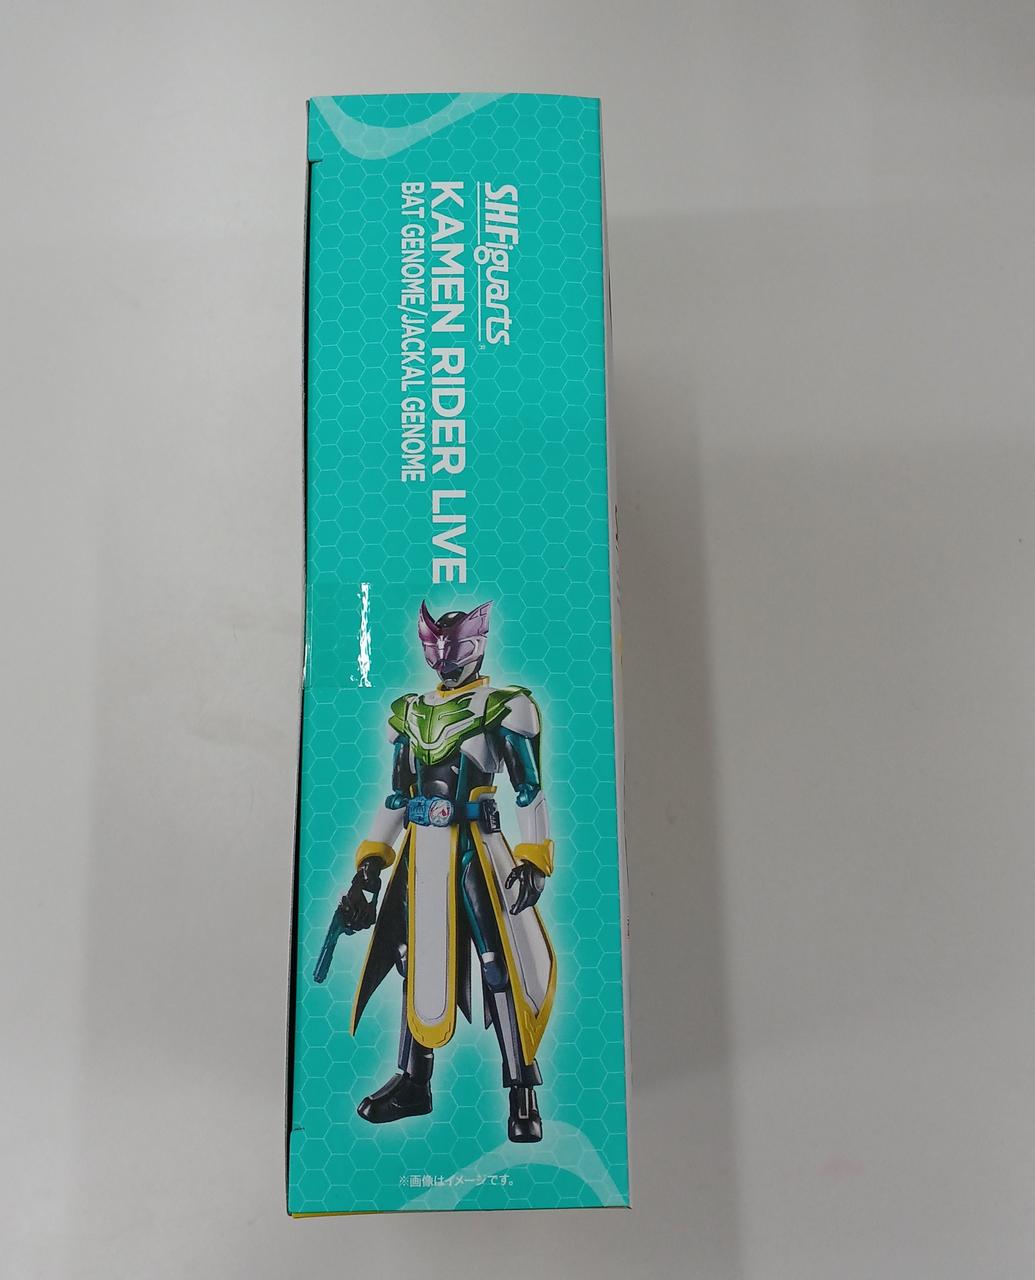 S.H.Figuarts
KAMEN RIDER LIVE
BAT GENOME/JACKAL GENOME
※画像はイメージです。